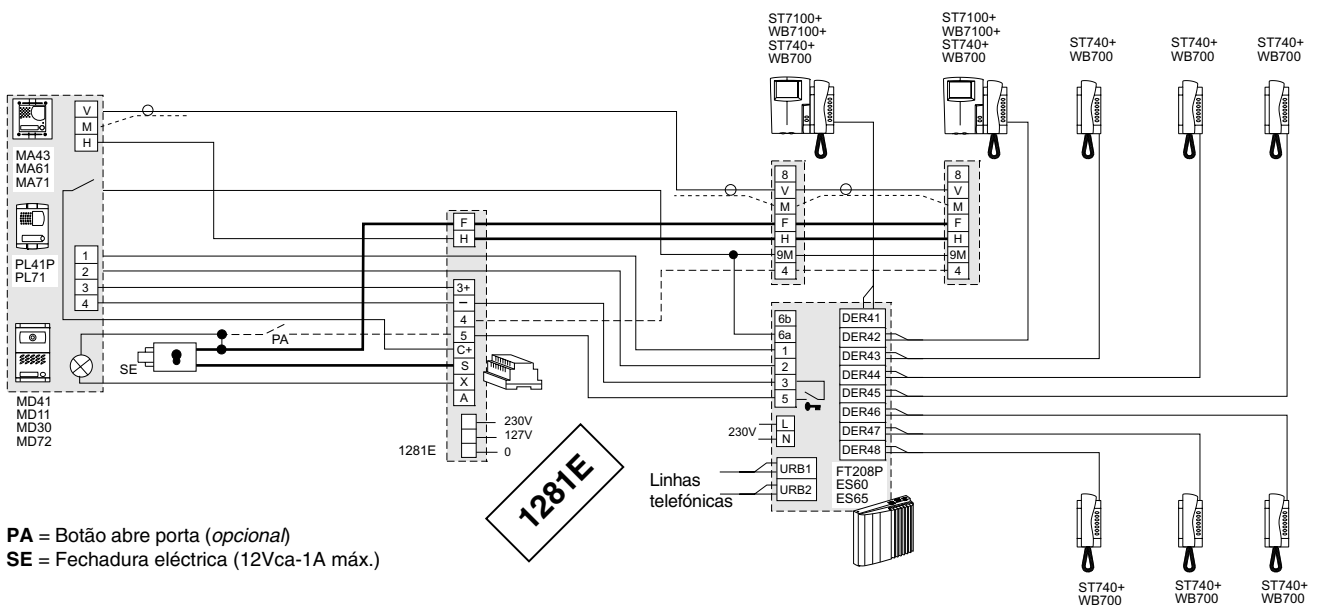 ST7100+
WB7100+
ST740+
WB700
ST7100+
WB7100+
ST740+
WB700
ST740+
WB700
ST740+
WB700
ST740+
WB700
V
M
H
MA43
MA61
MA71
PL41P
PL71
1
2
3
4
SE
PA
MD41
MD11
MD30
MD72
F
H
3+
–
4
5
C+
S
X
A
230V
127V
0
1281E
1281E
8
V
M
F
H
9M
4
8
V
M
F
H
9M
4
6b
6a
1
2
3
5
L
N
230V
URB1
URB2
Linhas
telefónicas
DER41
DER42
DER43
DER44
DER45
DER46
DER47
DER48
FT208P
ES60
ES65
ST740+
WB700
ST740+
WB700
ST740+
WB700
PA = Botão abre porta (opcional)
SE = Fechadura eléctrica (12Vca-1A máx.)